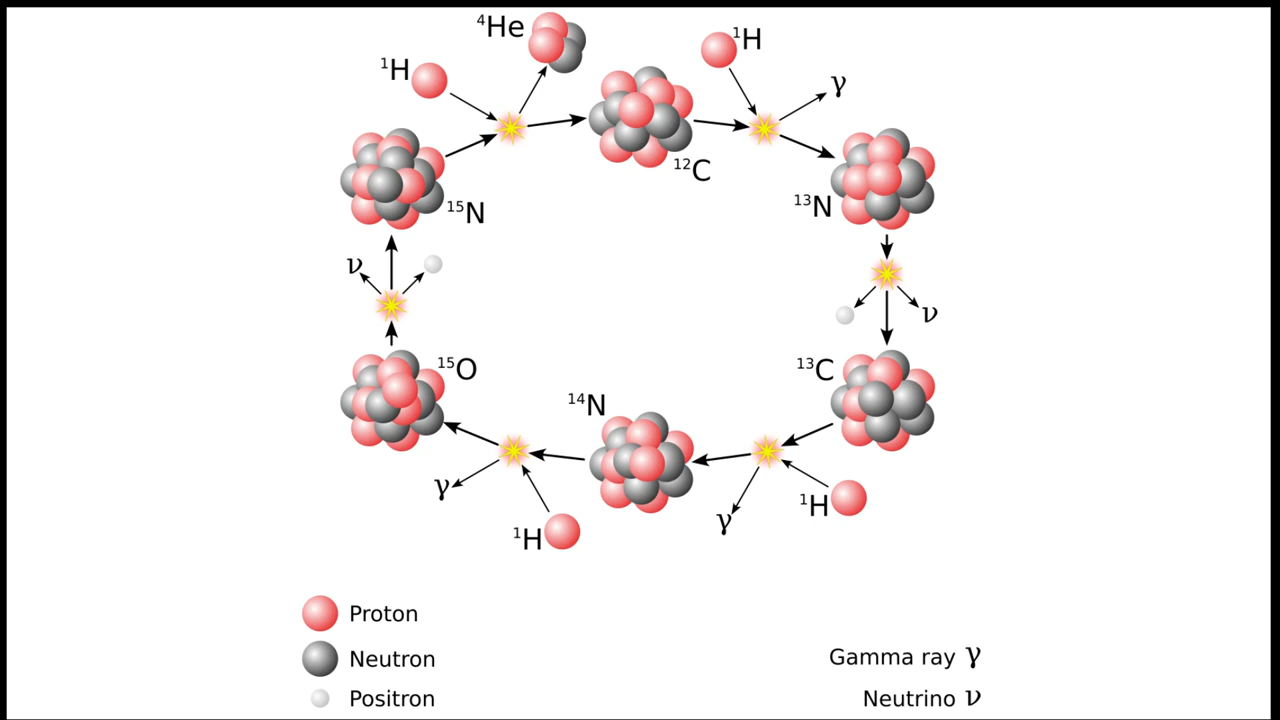 ⁴He
¹H
¹H
γ
¹²C
¹⁵N
¹³N
ν
ν
¹⁵O
¹³C
¹⁴N
γ
¹H
γ
¹H
Proton
Neutron
Positron
Gamma ray γ
Neutrino ν